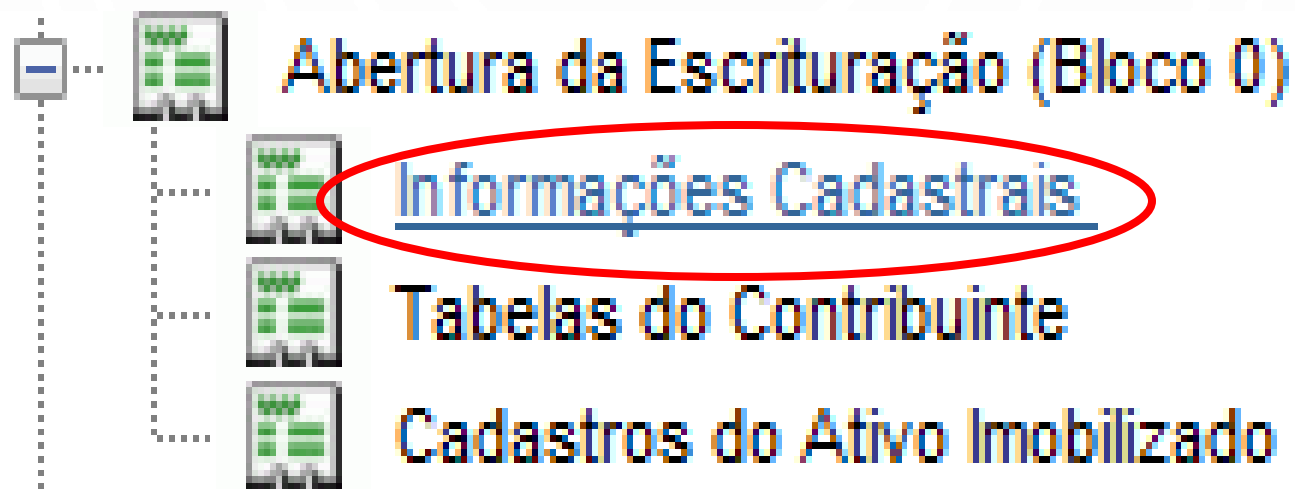 Abertura da Escrituração (Bloco 0)
Informações Cadastrais
Tabelas do Contribuinte
Cadastros do Ativo Imobilizado